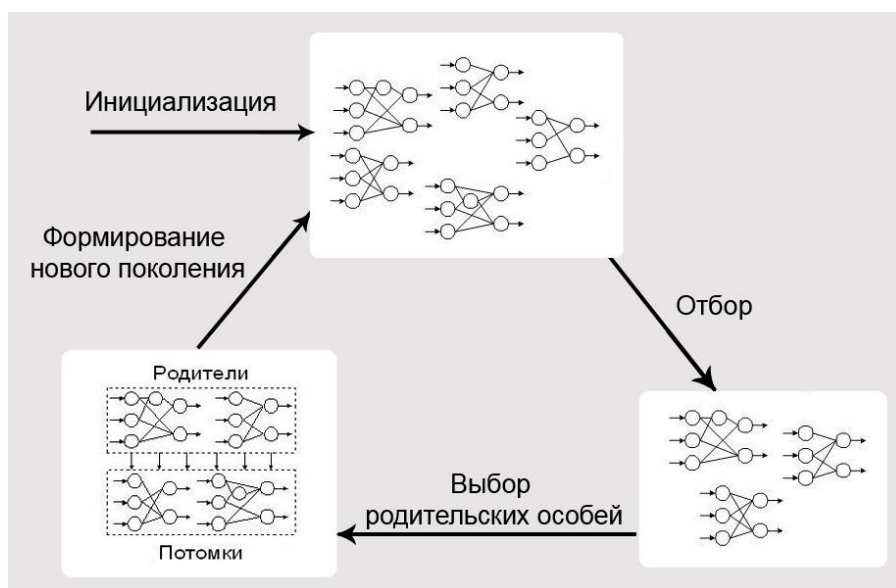 Инициализация
Формирование
нового поколения
Отбор
Родители
Потомки
Выбор
родительских особей